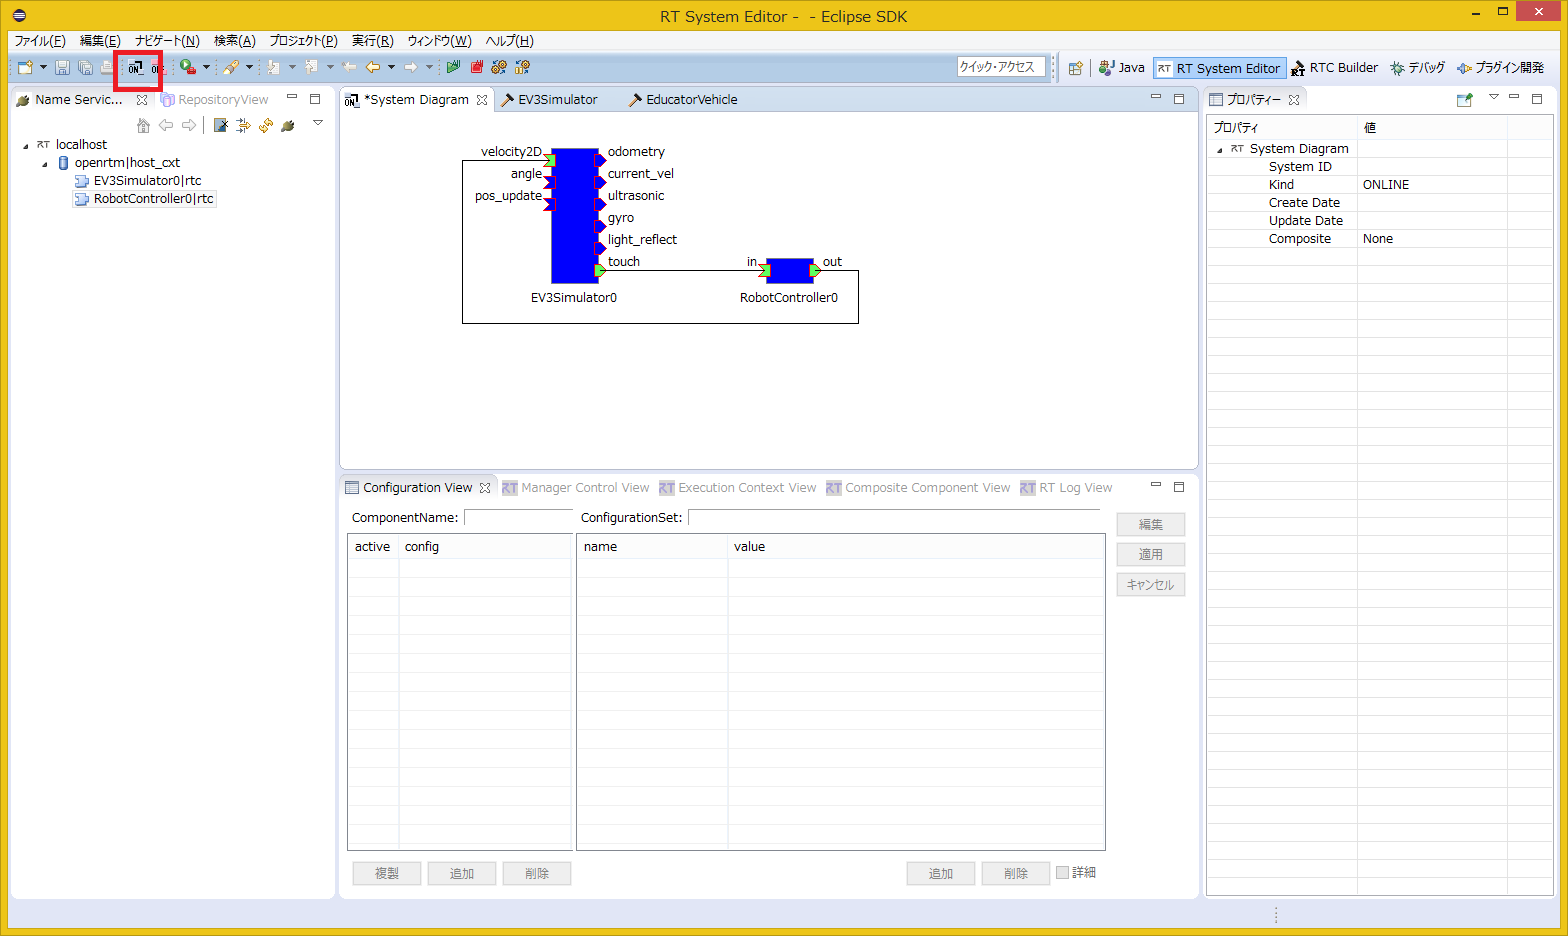 RT System Editor -   - Eclipse SDK
ファイル(F) 編集(E) ナビゲート(N) 検索(A) プロジェクト(P) 実行(R) ウィンドウ(W) ヘルプ(H)
ON クイック・アクセス Java RT System Editor RTC Builder デバッグ プラグイン開発
Name Servic... RepositoryView
localhost
openrtm|host_cxt
EV3Simulator0|rtc
RobotController0|rtc
*System Diagram EV3Simulator EducatorVehicle
velocity2D odometry
angle current_vel
pos_update ultrasonic
gyro
light_reflect
touch in out
EV3Simulator0 RobotController0
Configuration View Manager Control View Execution Context View Composite Component View RT Log View
ComponentName: ConfigurationSet:
active config name value
編集
適用
キャンセル
複製 追加 削除 追加 削除 詳細
プロパティー
プロパティ 値
System Diagram
System ID
Kind ONLINE
Create Date
Update Date
Composite None